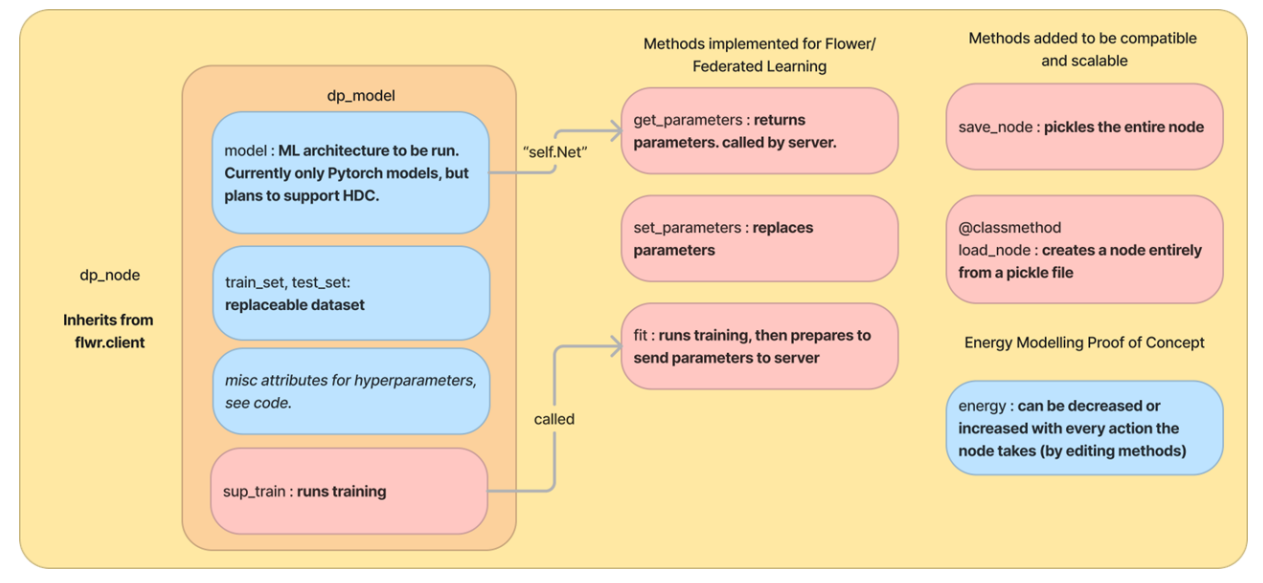 dp_node
Inherits from
flwr.client
dp_model
model : ML architecture to be run.
Currently only Pytorch models, but
plans to support HDC.
train_set, test_set:
replaceable dataset
misc attributes for hyperparameters,
see code.
sup_train : runs training
“self.Net”
called
Methods implemented for Flower/
Federated Learning
get_parameters : returns
parameters. called by server.
set_parameters : replaces
parameters
fit : runs training, then prepares to
send parameters to server
Methods added to be compatible
and scalable
save_node : pickles the entire node
@classmethod
load_node : creates a node entirely
from a pickle file
Energy Modelling Proof of Concept
energy : can be decreased or
increased with every action the
node takes (by editing methods)